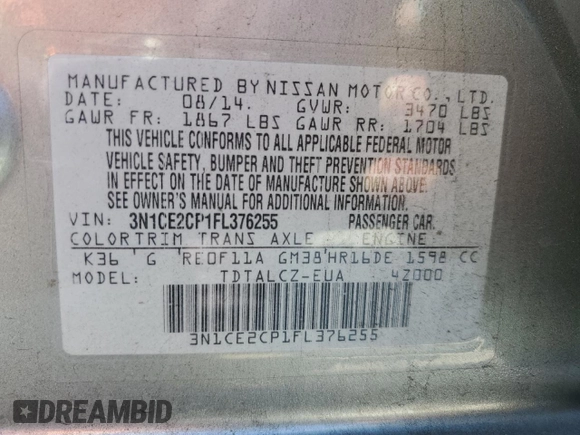 MANUFACTURED BY NISSAN MOTOR CO., LTD.
DATE: 08/14. GVWR: 3470 LBS
GAWR FR: 1867 LBS GAWR RR: 1704 LBS
THIS VEHICLE CONFORMS TO ALL APPLICABLE FEDERAL MOTOR
VEHICLE SAFETY, BUMPER AND THEFT PREVENTION STANDARDS
IN EFFECT ON THE DATE OF MANUFACTURE SHOWN ABOVE.
SEE OWNER'S MANUAL FOR ADDITIONAL INFORMATION.
VIN: 3N1CE2CP1FL376255 PASSENGER CAR.
COLOR TRIM TRANS AXLE ENGINE
K36 G RE0F11A GM38 HR16DE 1598 CC
MODEL: TDTALCZ-EUA 4Z000
3N1CE2CP1FL376255
DREAMBID